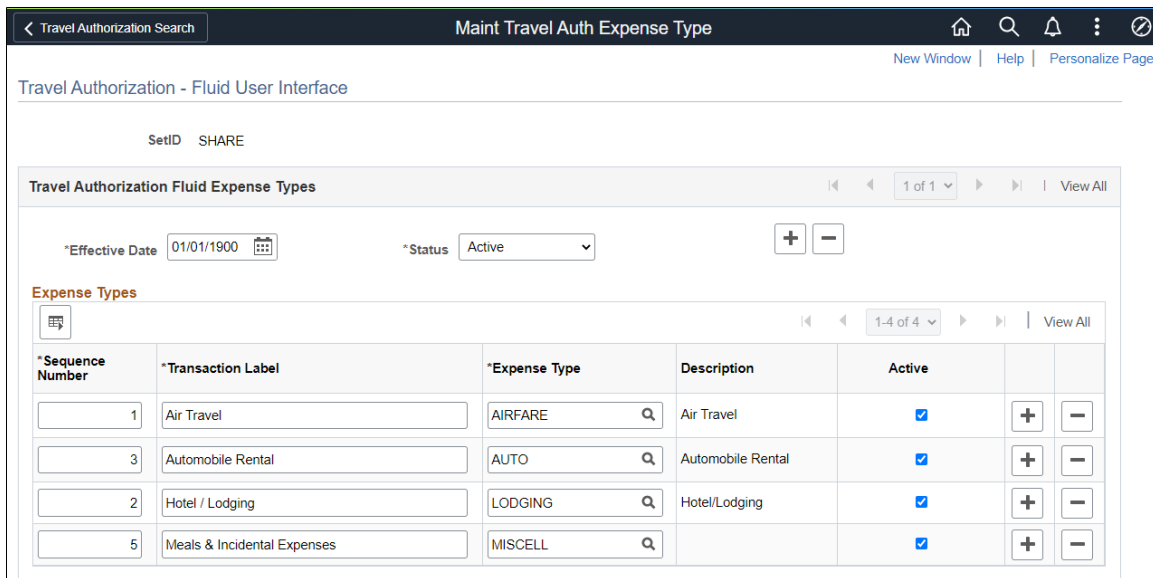 Travel Authorization Search
Maint Travel Auth Expense Type
New Window | Help | Personalize Page
Travel Authorization - Fluid User Interface
SetID SHARE
Travel Authorization Fluid Expense Types
1 of 1
| View All
*Effective Date 01/01/1900 *Status Active
Expense Types
1-4 of 4
| View All
*Sequence Number *Transaction Label *Expense Type Description Active
1 Air Travel AIRFARE Air Travel
3 Automobile Rental AUTO Automobile Rental
2 Hotel / Lodging LODGING Hotel/Lodging
5 Meals & Incidental Expenses MISCELL